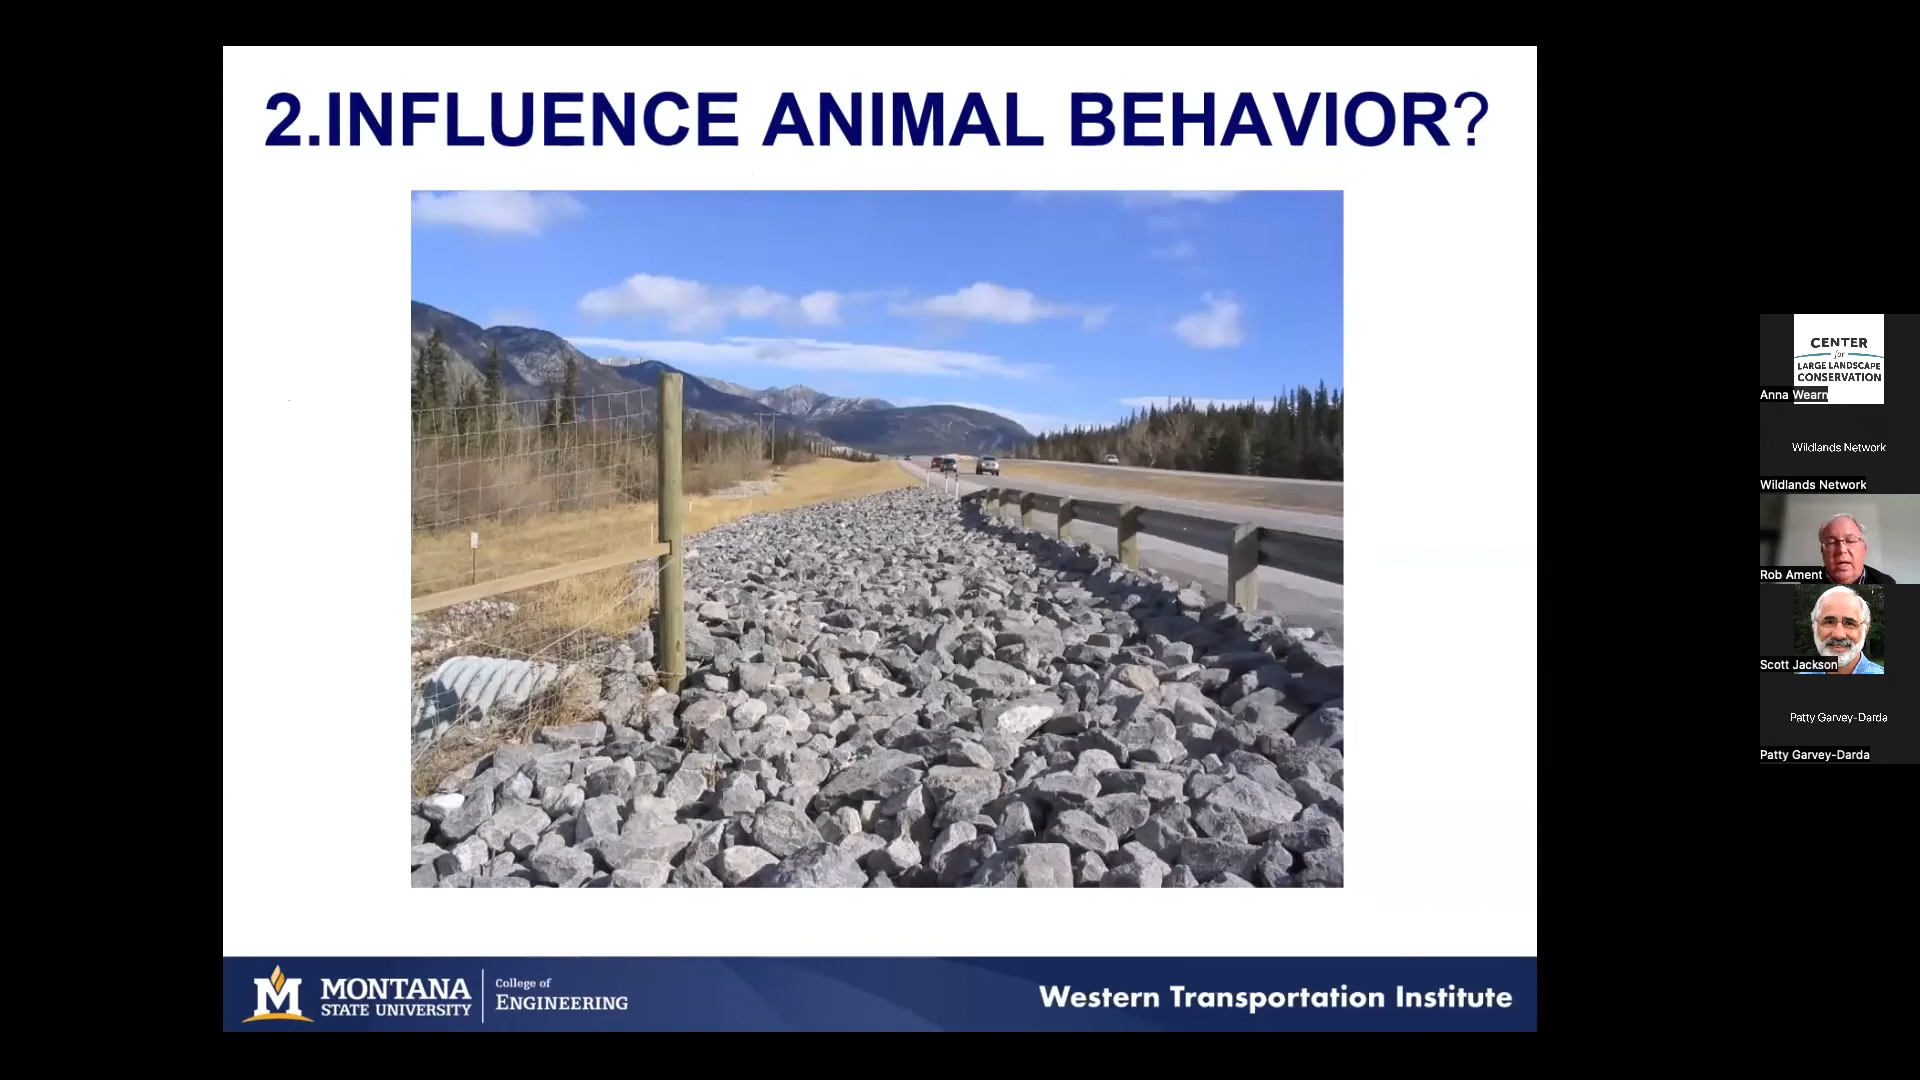 2.INFLUENCE ANIMAL BEHAVIOR?
CENTER
for
LARGE LANDSCAPE
CONSERVATION
Anna Wearn
Wildlands Network
Wildlands Network
Rob Ament
Scott Jackson
Patty Garvey-Darda
Patty Garvey-Darda
M MONTANA
STATE UNIVERSITY
College of
ENGINEERING
Western Transportation Institute